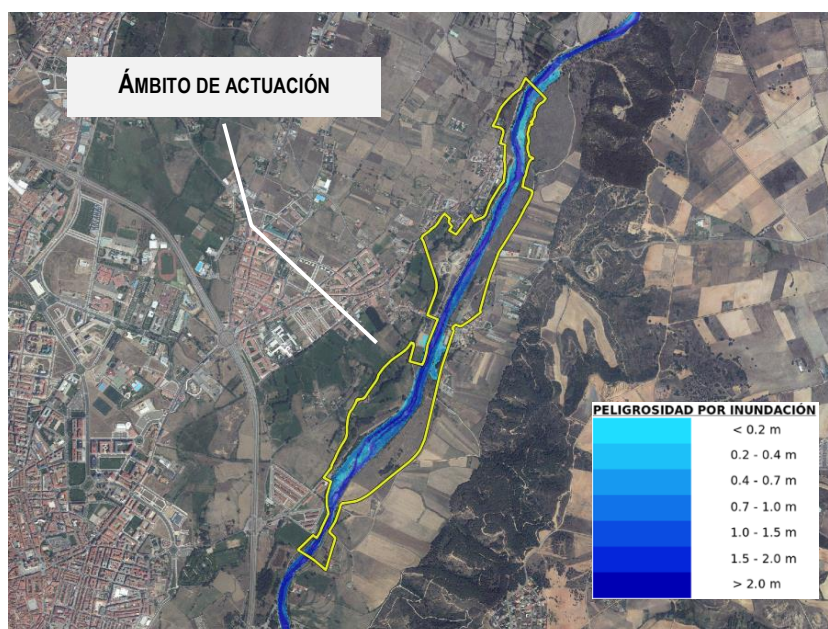 ÁMBITO DE ACTUACIÓN
PELIGROSIDAD POR INUNDACIÓN
< 0.2 m
0.2 - 0.4 m
0.4 - 0.7 m
0.7 - 1.0 m
1.0 - 1.5 m
1.5 - 2.0 m
> 2.0 m